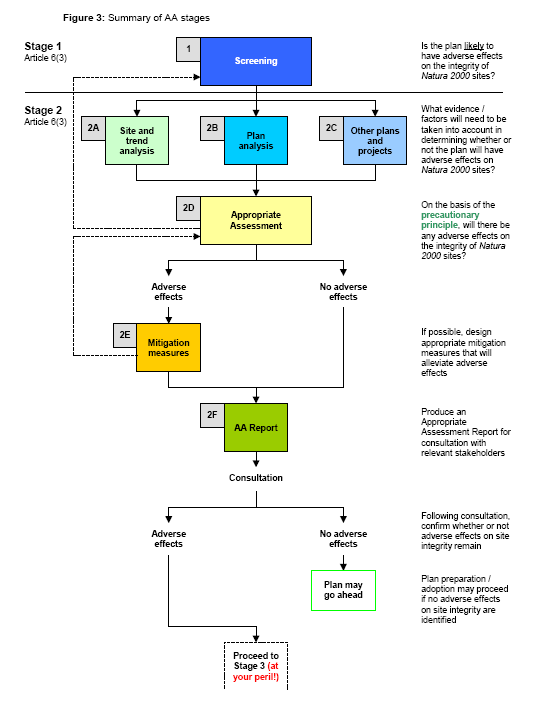 Figure 3: Summary of AA stages
Stage 1
Article 6(3)
1
Screening
Is the plan likely to
have adverse effects
on the integrity of
Natura 2000 sites?
Stage 2
Article 6(3)
2A
Site and
trend
analysis
2B
Plan
analysis
2C
Other plans
and
projects
What evidence /
factors will need to be
taken into account in
determining whether or
not the plan will have
adverse effects on
Natura 2000 sites?
2D
Appropriate
Assessment
On the basis of the
precautionary
principle, will there be
any adverse effects on
the integrity of Natura
2000 sites?
Adverse
effects
No adverse
effects
2E
Mitigation
measures
If possible, design
appropriate mitigation
measures that will
alleviate adverse
effects
2F
AA Report
Produce an
Appropriate
Assessment Report for
consultation with
relevant stakeholders
Consultation
Adverse
effects
No adverse
effects
Following consultation,
confirm whether or not
adverse effects on site
integrity remain
Plan may
go ahead
Plan preparation /
adoption may proceed
if no adverse effects
on site integrity are
identified
Proceed to
Stage 3 (at
your peril!)